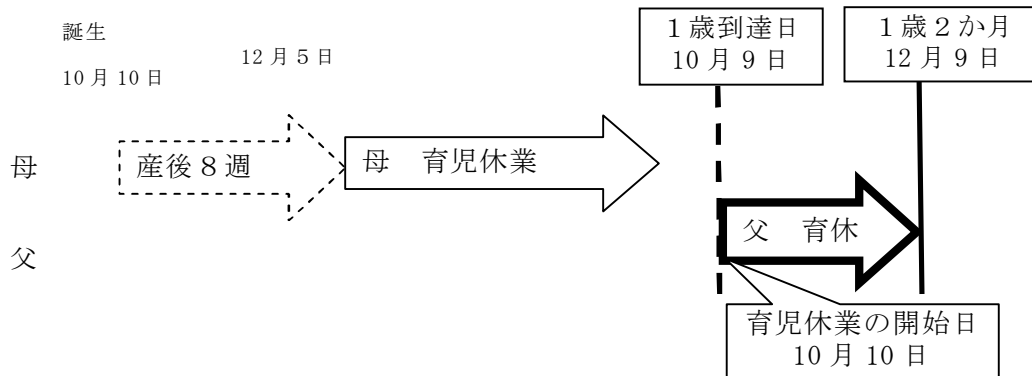 誕生
10月10日
12月5日
1歳到達日
10月9日
1歳2か月
12月9日
母
産後8週
母 育児休業
父
父 育休
育児休業の開始日
10月10日